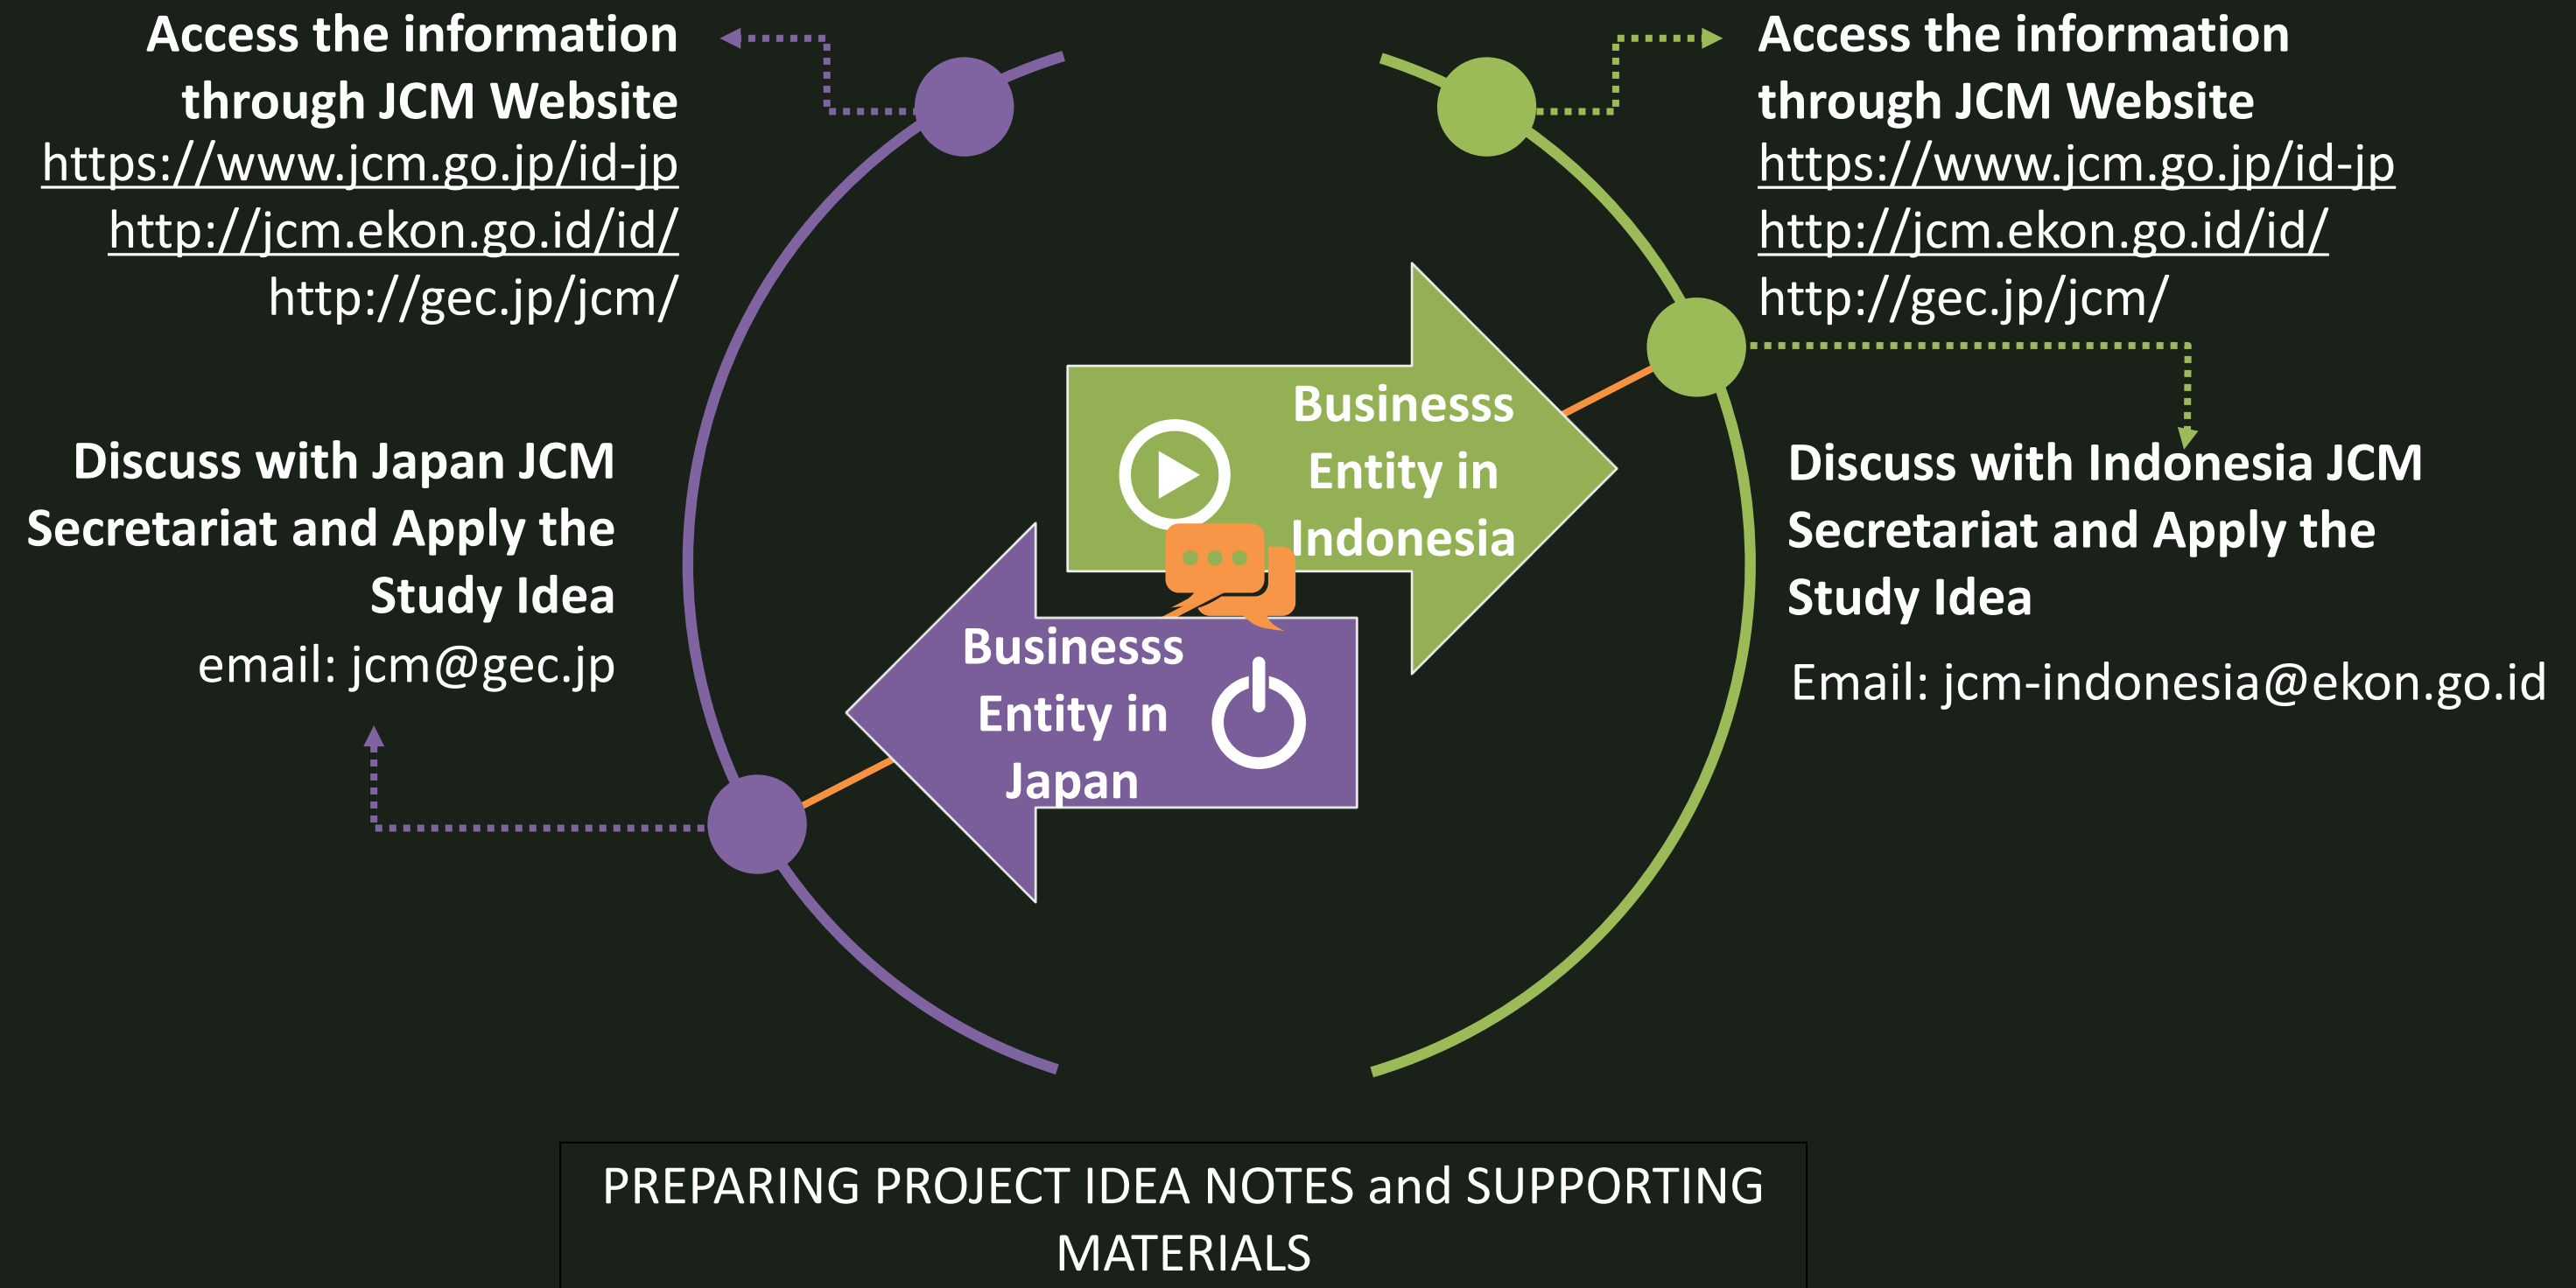 Access the information
through JCM Website
https://www.jcm.go.jp/id-jp
http://jcm.ekon.go.id/id/
http://gec.jp/jcm/
Discuss with Japan JCM
Secretariat and Apply the
Study Idea
email: jcm@gec.jp
Businesss
Entity in
Indonesia
Businesss
Entity in
Japan
Access the information
through JCM Website
https://www.jcm.go.jp/id-jp
http://jcm.ekon.go.id/id/
http://gec.jp/jcm/
Discuss with Indonesia JCM
Secretariat and Apply the
Study Idea
Email: jcm-indonesia@ekon.go.id
PREPARING PROJECT IDEA NOTES and SUPPORTING
MATERIALS